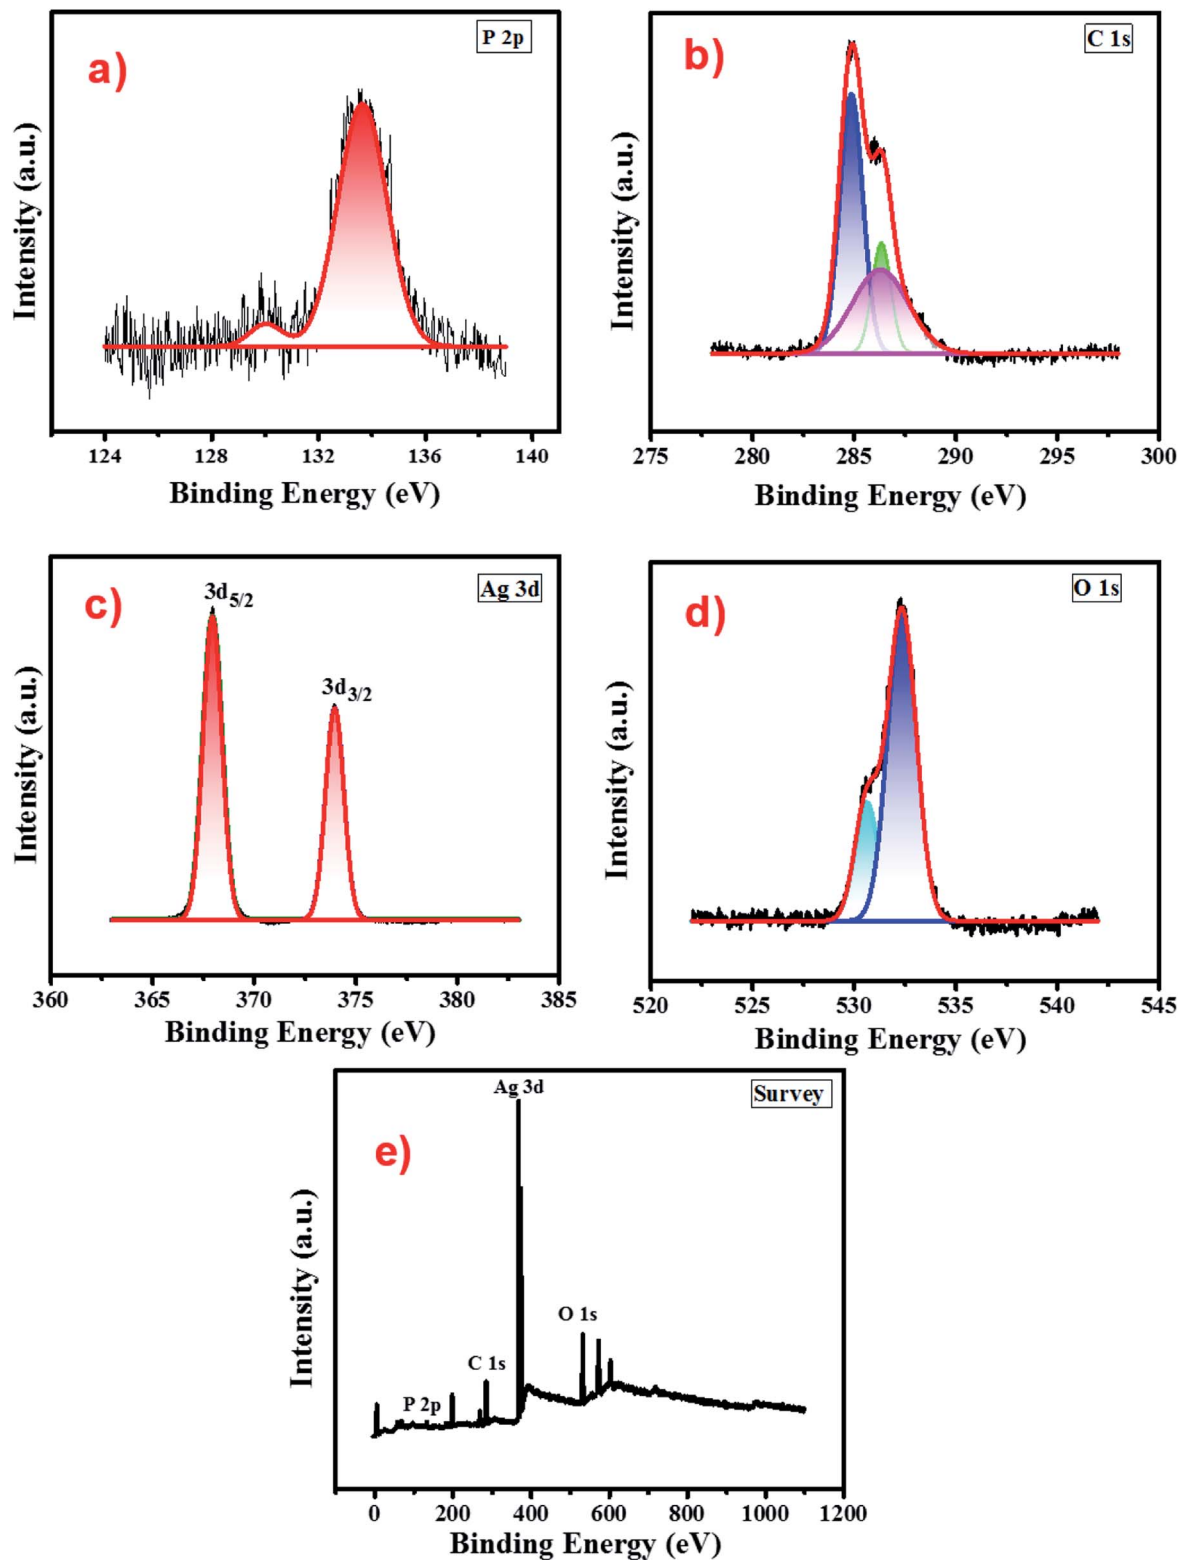 a)
P 2p
Intensity (a.u.)
124 128 132 136 140
Binding Energy (eV)
b)
C 1s
Intensity (a.u.)
275 280 285 290 295 300
Binding Energy (eV)
c)
3d5/2
3d3/2
Ag 3d
Intensity (a.u.)
360 365 370 375 380 385
Binding Energy (eV)
d)
O 1s
Intensity (a.u.)
520 525 530 535 540 545
Binding Energy (eV)
e)
Ag 3d
Survey
O 1s
C 1s
P 2p
Intensity (a.u.)
0 200 400 600 800 1000 1200
Binding Energy (eV)